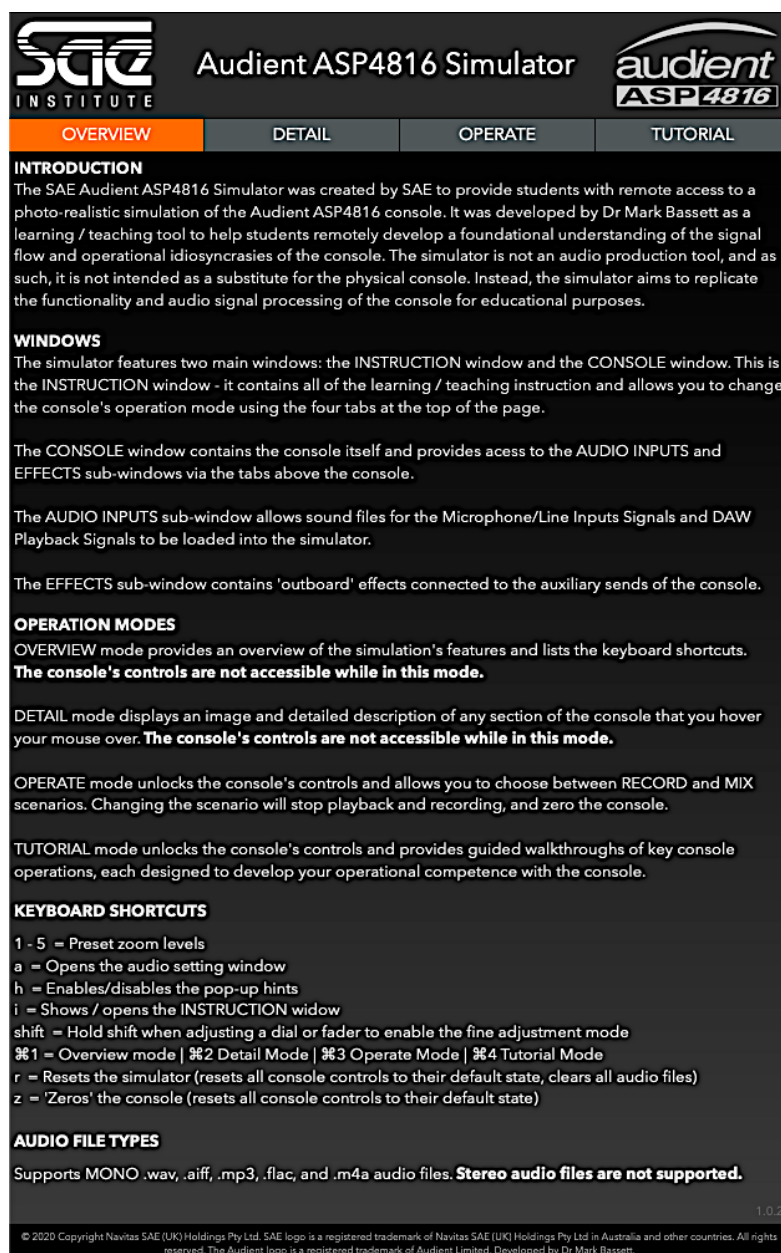 SAE
INSTITUTE
Audient ASP4816 Simulator
audient
ASP 4816
OVERVIEW
DETAIL
OPERATE
TUTORIAL
INTRODUCTION
The SAE Audient ASP4816 Simulator was created by SAE to provide students with remote access to a
photo-realistic simulation of the Audient ASP4816 console. It was developed by Dr Mark Bassett as a
learning / teaching tool to help students remotely develop a foundational understanding of the signal
flow and operational idiosyncrasies of the console. The simulator is not an audio production tool, and as
such, it is not intended as a substitute for the physical console. Instead, the simulator aims to replicate
the functionality and audio signal processing of the console for educational purposes.
WINDOWS
The simulator features two main windows: the INSTRUCTION window and the CONSOLE window. This is
the INSTRUCTION window - it contains all of the learning / teaching instruction and allows you to change
the console's operation mode using the four tabs at the top of the page.
The CONSOLE window contains the console itself and provides acess to the AUDIO INPUTS and
EFFECTS sub-windows via the tabs above the console.
The AUDIO INPUTS sub-window allows sound files for the Microphone/Line Inputs Signals and DAW
Playback Signals to be loaded into the simulator.
The EFFECTS sub-window contains 'outboard' effects connected to the auxiliary sends of the console.
OPERATION MODES
OVERVIEW mode provides an overview of the simulation's features and lists the keyboard shortcuts.
The console's controls are not accessible while in this mode.
DETAIL mode displays an image and detailed description of any section of the console that you hover
your mouse over. The console's controls are not accessible while in this mode.
OPERATE mode unlocks the console's controls and allows you to choose between RECORD and MIX
scenarios. Changing the scenario will stop playback and recording, and zero the console.
TUTORIAL mode unlocks the console's controls and provides guided walkthroughs of key console
operations, each designed to develop your operational competence with the console.
KEYBOARD SHORTCUTS
1 - 5 = Preset zoom levels
a = Opens the audio setting window
h = Enables/disables the pop-up hints
i = Shows / opens the INSTRUCTION widow
shift = Hold shift when adjusting a dial or fader to enable the fine adjustment mode
⌘1 = Overview mode | ⌘2 Detail Mode | ⌘3 Operate Mode | ⌘4 Tutorial Mode
r = Resets the simulator (resets all console controls to their default state, clears all audio files)
z = 'Zeros' the console (resets all console controls to their default state)
AUDIO FILE TYPES
Supports MONO .wav, .aiff, .mp3, .flac, and .m4a audio files. Stereo audio files are not supported.
1.0.2
© 2020 Copyright Navitas SAE (UK) Holdings Pty Ltd. SAE logo is a registered trademark of Navitas SAE (UK) Holdings Pty Ltd in Australia and other countries. All rights
reserved. The Audient logo is a registered trademark of Audient Limited. Developed by Dr Mark Bassett.